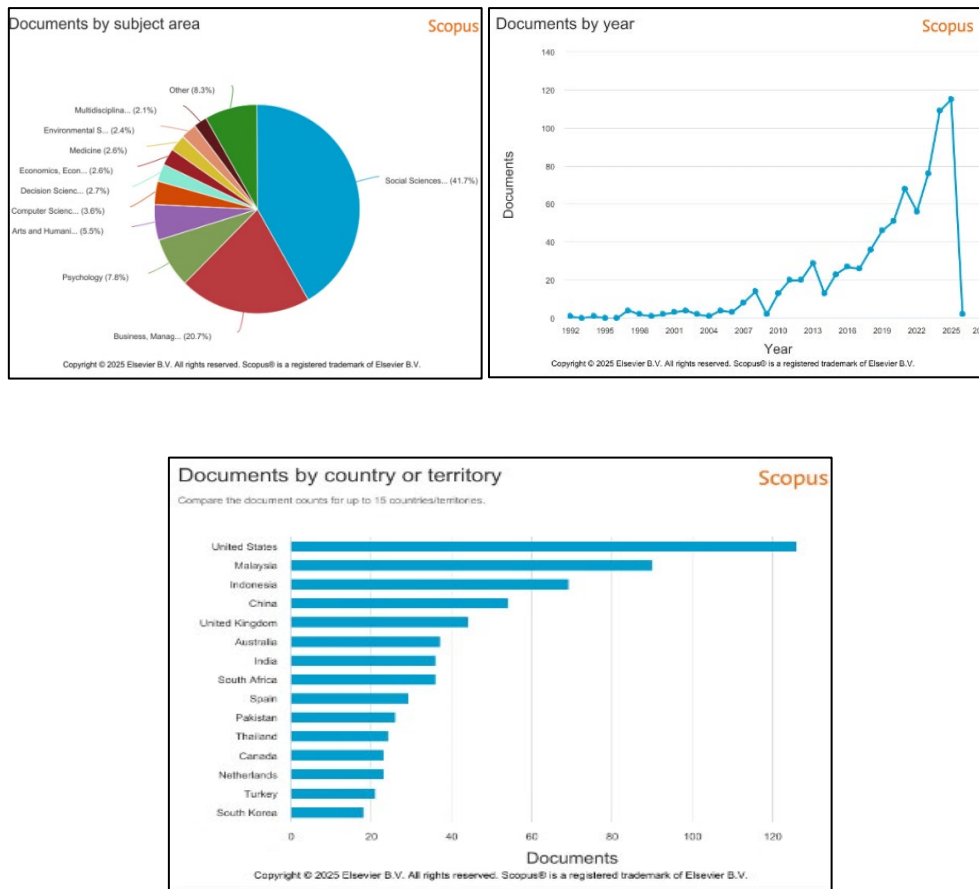 Documents by subject area
Scopus
Other (8.3%)
Multidisciplina... (2.1%)
Environmental S... (2.4%)
Medicine (2.6%)
Economics, Econ... (2.6%)
Decision Scienc... (2.7%)
Computer Scienc... (3.6%)
Arts and Humani... (5.5%)
Psychology (7.8%)
Business, Manag... (20.7%)
Social Sciences... (41.7%)
Copyright © 2025 Elsevier B.V. All rights reserved. Scopus® is a registered trademark of Elsevier B.V.
Documents by year
Scopus
140
120
100
80
60
40
20
0
Documents
1992 1995 1998 2001 2004 2007 2010 2013 2016 2019 2022 2025
Year
Copyright © 2025 Elsevier B.V. All rights reserved. Scopus® is a registered trademark of Elsevier B.V.
Documents by country or territory
Scopus
Compare the document counts for up to 15 countries/territories.
United States
Malaysia
Indonesia
China
United Kingdom
Australia
India
South Africa
Spain
Pakistan
Thailand
Canada
Netherlands
Turkey
South Korea
0 20 40 60 80 100 120
Documents
Copyright © 2025 Elsevier B.V. All rights reserved. Scopus® is a registered trademark of Elsevier B.V.